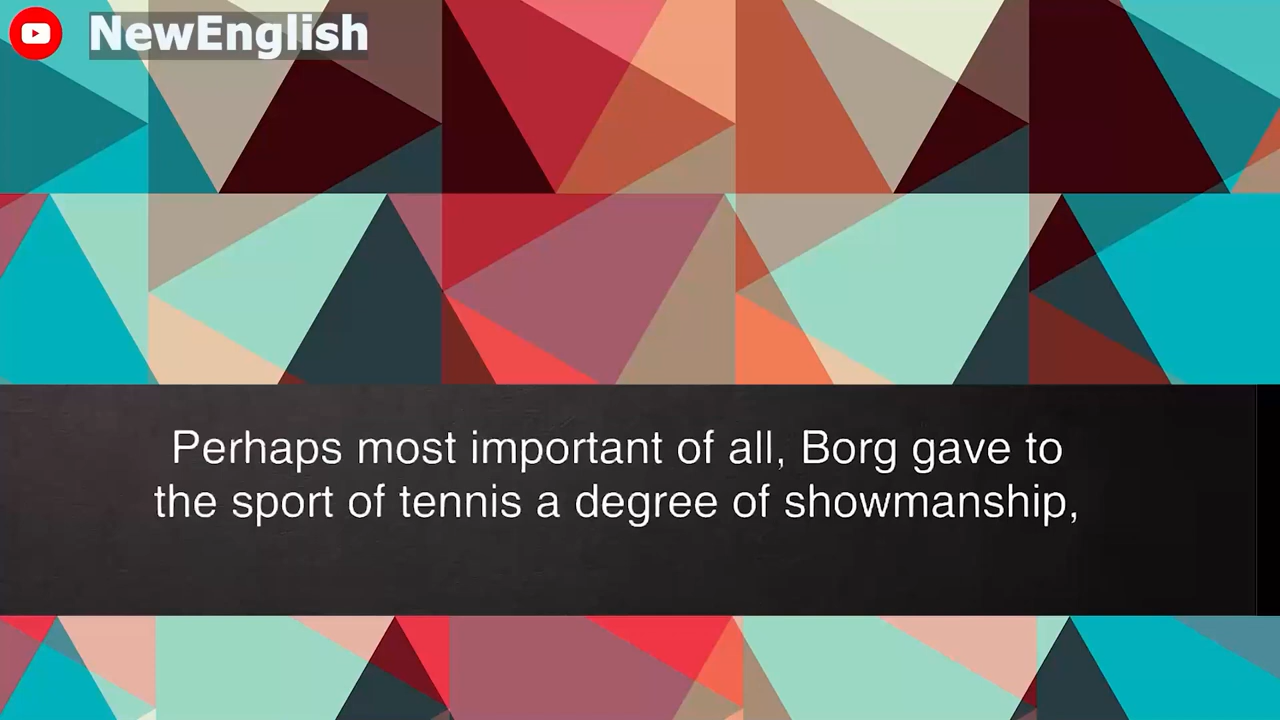 NewEnglish
Perhaps most important of all, Borg gave to
the sport of tennis a degree of showmanship,